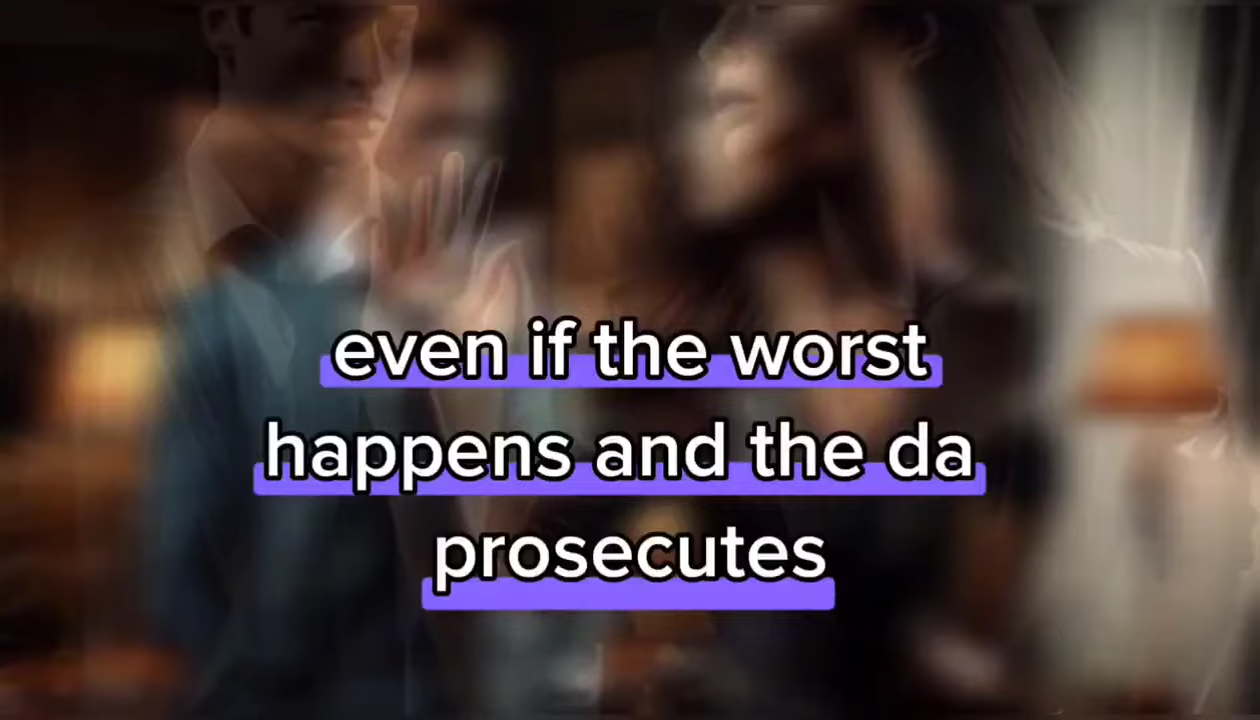 even if the worst
happens and the da
prosecutes